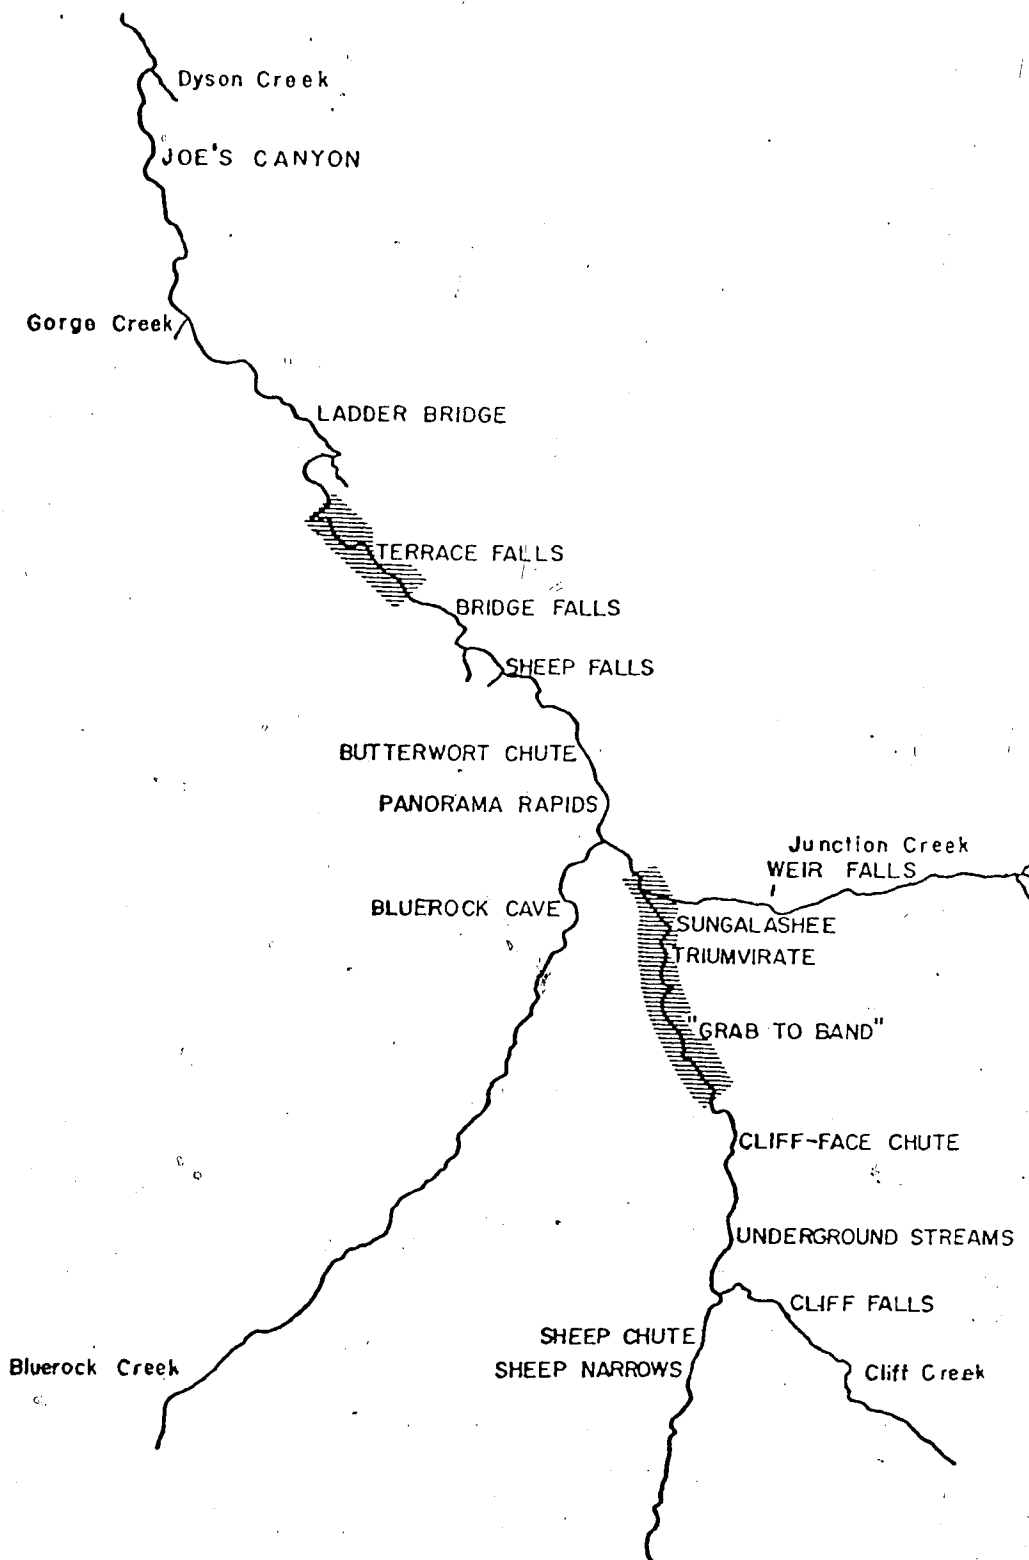 Dyson Creek
JOE'S CANYON
Gorge Creek
LADDER BRIDGE
TERRACE FALLS
BRIDGE FALLS
SHEEP FALLS
BUTTERWORT CHUTE
PANORAMA RAPIDS
Junction Creek
WEIR FALLS
BLUEROCK CAVE
SUNGALASHEE
TRIUMVIRATE
"GRAB TO BAND"
CLIFF-FACE CHUTE
UNDERGROUND STREAMS
CLIFF FALLS
SHEEP CHUTE
SHEEP NARROWS
Bluerock Creek
Cliff Creek